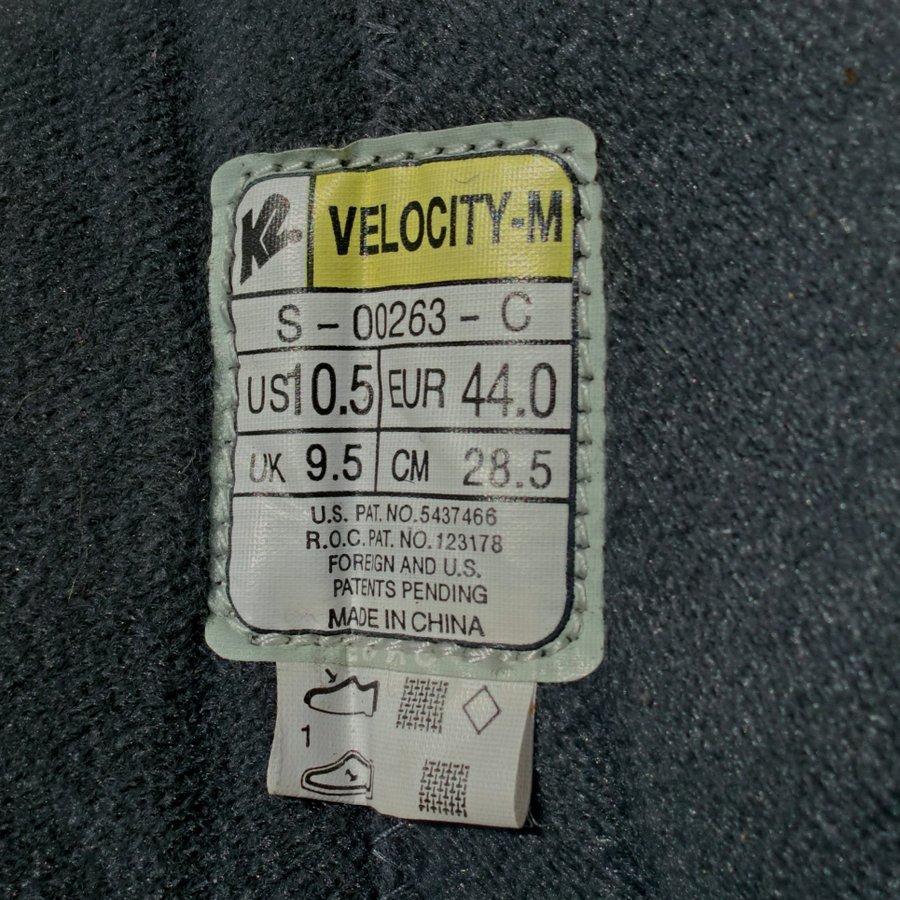 K2 VELOCITY-M
S - 00263 - C
US 10.5 EUR 44.0
UK 9.5 CM 28.5
U.S. PAT. NO. 5437466
R.O.C. PAT. NO. 123178
FOREIGN AND U.S.
PATENTS PENDING
MADE IN CHINA
1